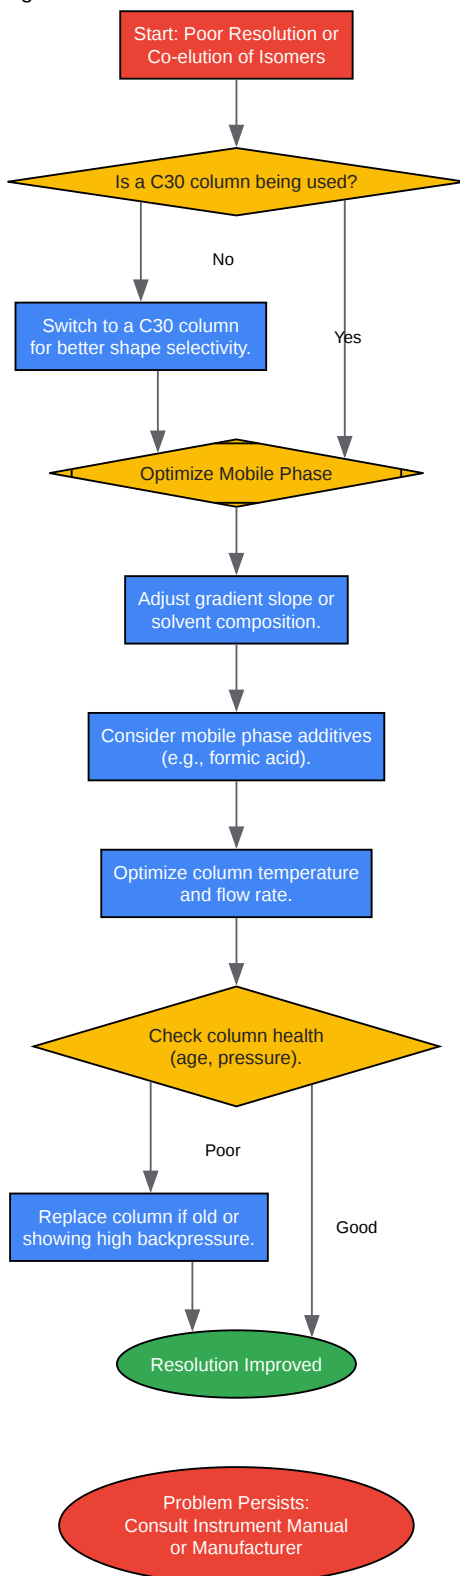 Start: Poor Resolution or
Co-elution of Isomers
Is a C30 column being used?
No
Switch to a C30 column
for better shape selectivity.
Yes
Optimize Mobile Phase
Adjust gradient slope or
solvent composition.
Consider mobile phase additives
(e.g., formic acid).
Optimize column temperature
and flow rate.
Check column health
(age, pressure).
Poor
Replace column if old or
showing high backpressure.
Good
Resolution Improved
Problem Persists:
Consult Instrument Manual
or Manufacturer